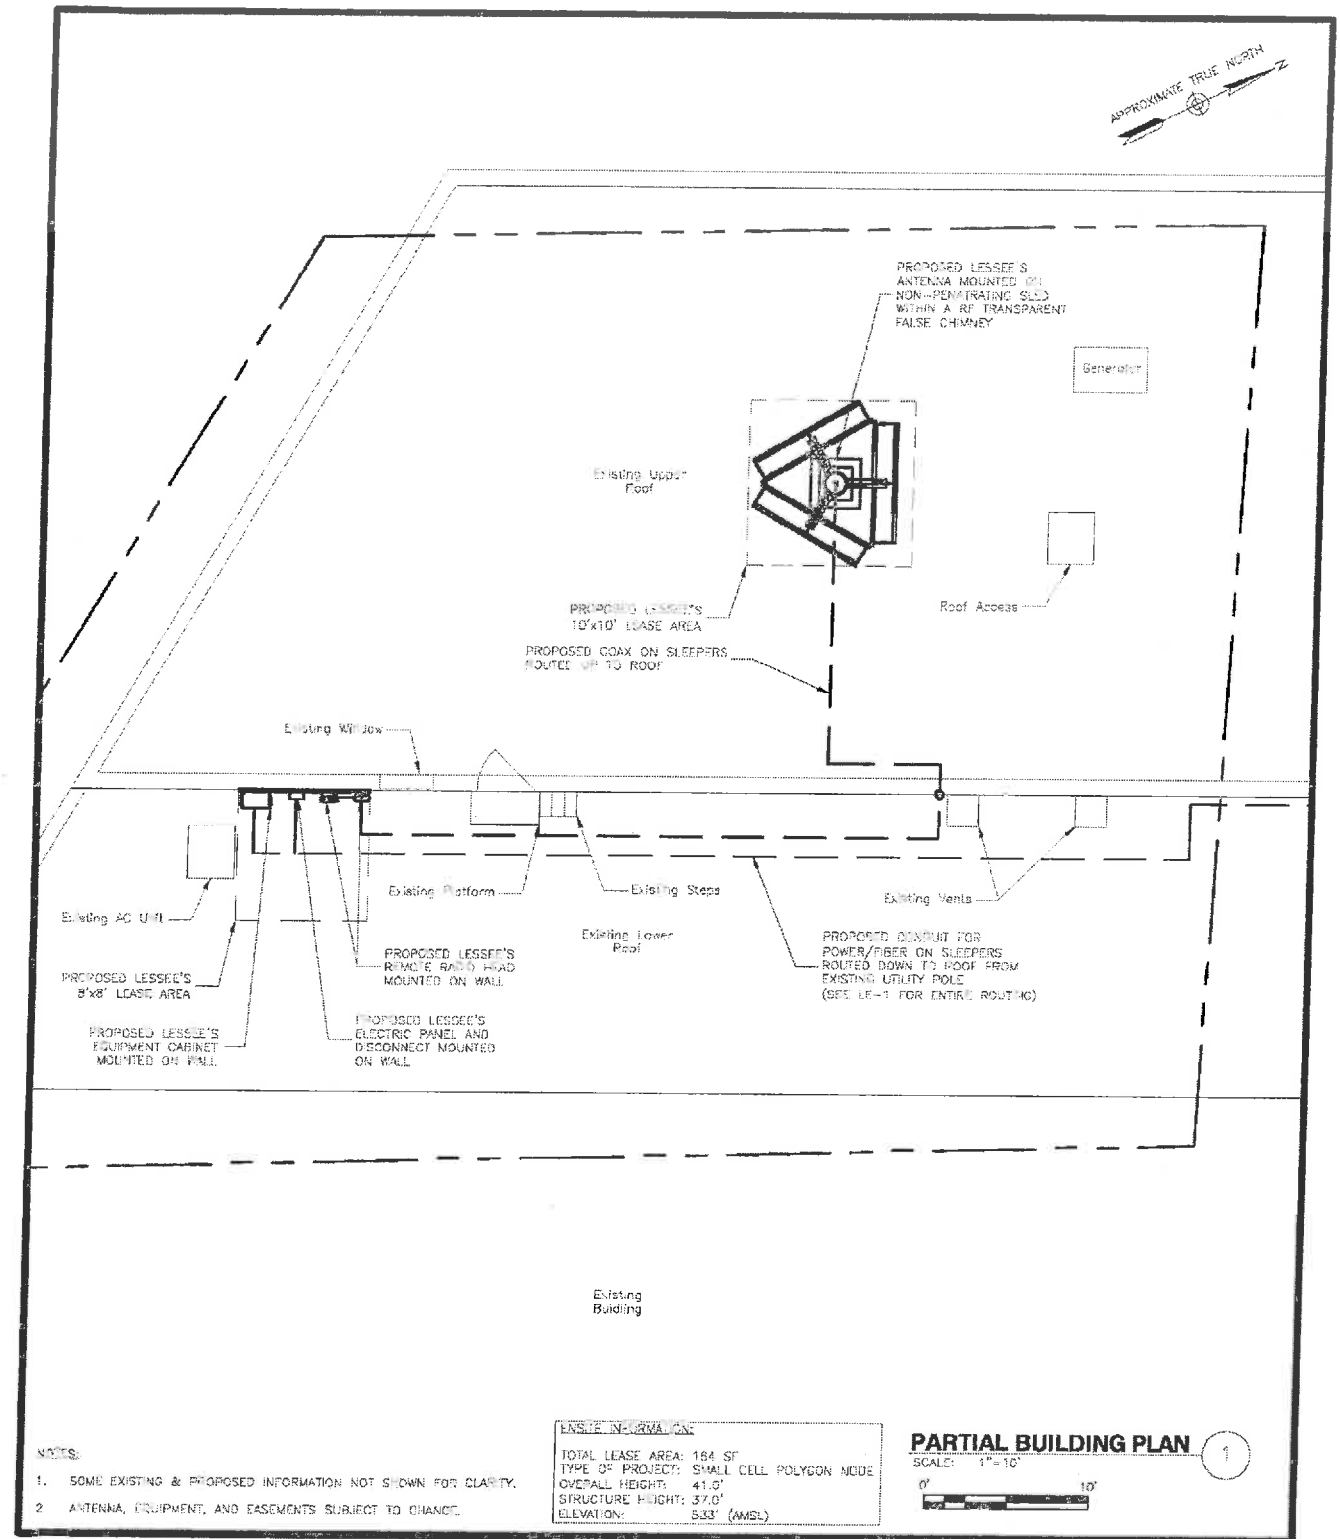 APPROXIMATE TRUE NORTH
Z
PROPOSED LESSEE'S
ANTENNA MOUNTED ON
NON-PENATRATING SLED
WITHIN A RF TRANSPARENT
FALSE CHIMNEY
Generator
Existing Upper
Roof
Roof Access
PROPOSED LESSEE'S
10'x10' LEASE AREA
PROPOSED COAX ON SLEEPERS
ROUTED UP TO ROOF
Existing Window
Existing Platform
Existing Steps
Existing Vents
Existing AC Unit
Existing Lower
Roof
PROPOSED LESSEE'S
REMOTE RADIO HEAD
MOUNTED ON WALL
PROPOSED CONDUIT FOR
POWER/FIBER ON SLEEPERS
ROUTED DOWN TO ROOF FROM
EXISTING UTILITY POLE
(SEE LE-1 FOR ENTIRE ROUTING)
PROPOSED LESSEE'S
8'x8' LEASE AREA
PROPOSED LESSEE'S
EQUIPMENT CABINET
MOUNTED ON WALL
PROPOSED LESSEE'S
ELECTRIC PANEL AND
DISCONNECT MOUNTED
ON WALL
Existing
Buidling
NOTES:
1. SOME EXISTING & PROPOSED INFORMATION NOT SHOWN FOR CLARITY.
2 ANTENNA, EQUIPMENT, AND EASEMENTS SUBJECT TO CHANGE.
ENSITE INFORMATION:
TOTAL LEASE AREA: 164 SF
TYPE OF PROJECT: SMALL CELL POLYGON NODE
OVERALL HEIGHT: 41.0'
STRUCTURE HEIGHT: 37.0'
ELEVATION: 533' (AMSL)
PARTIAL BUILDING PLAN
1
SCALE: 1"=10'
0' 10'